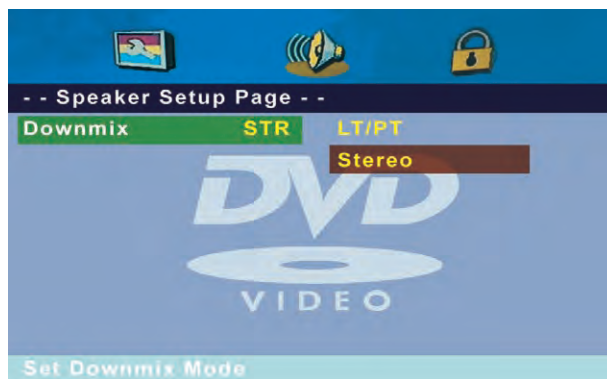 - - Speaker Setup Page - -
Downmix STR LT/PT
Stereo
DVD
VIDEO
Set Downmix Mode